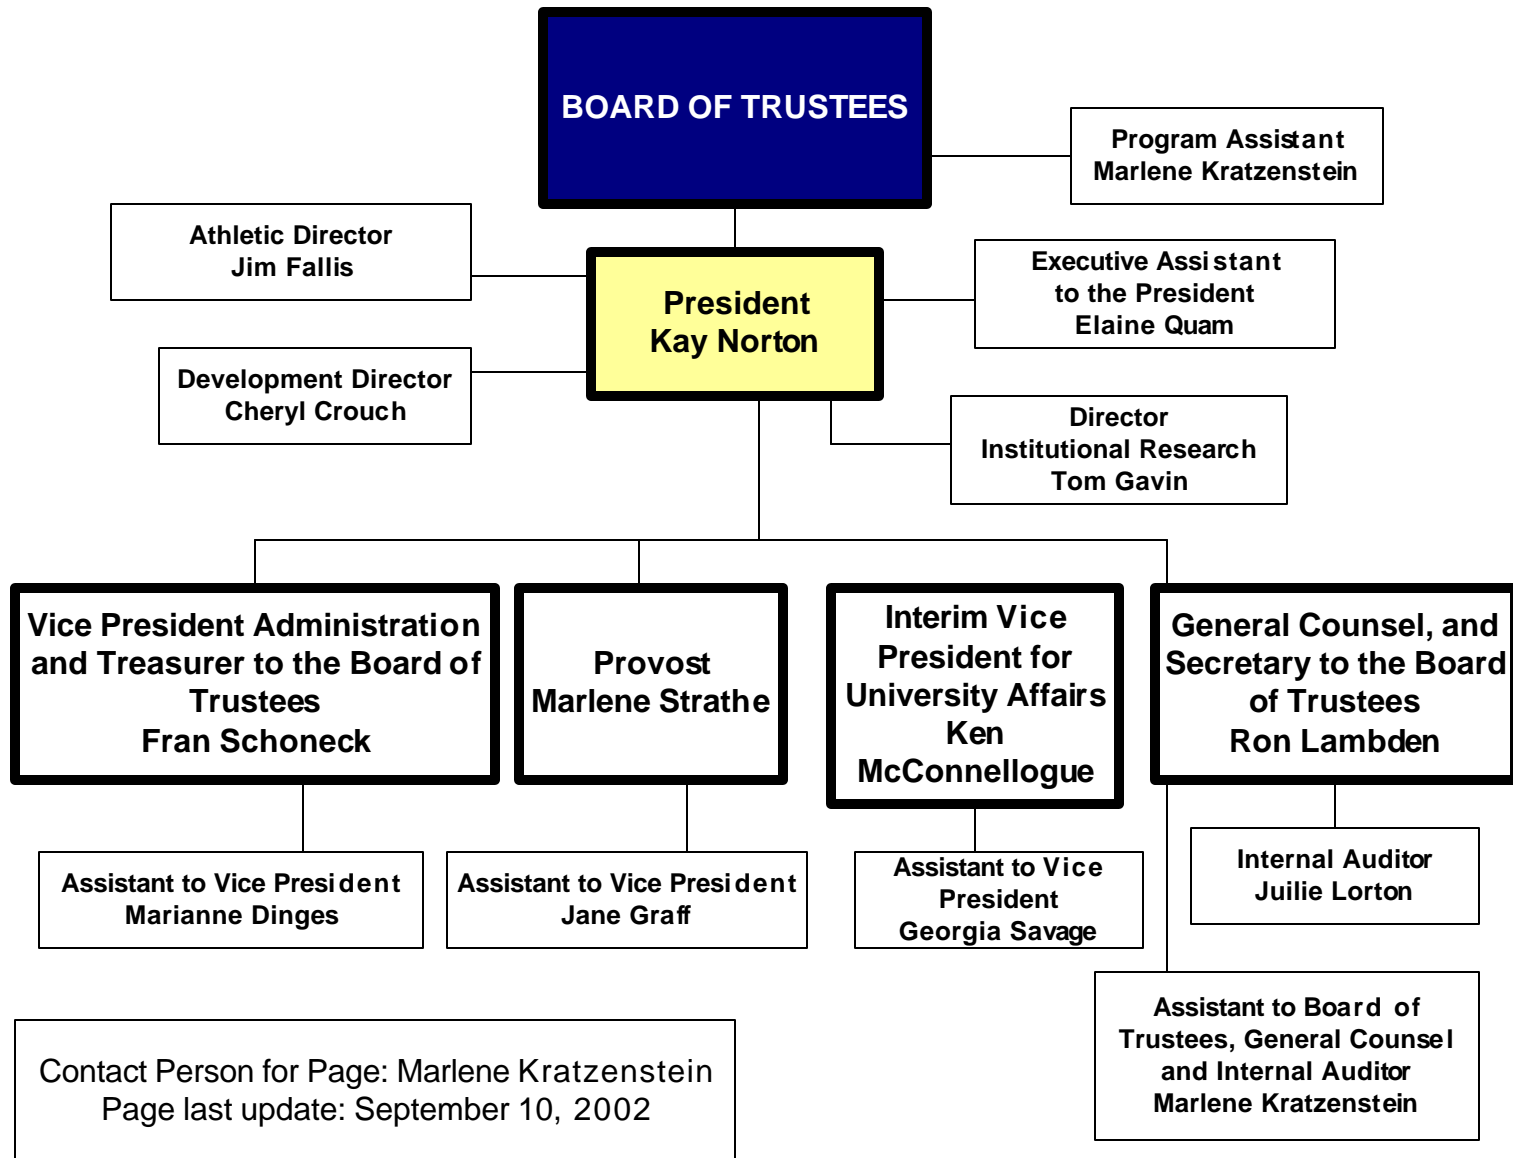 BOARD OF TRUSTEES
Program Assistant
Marlene Kratzenstein
Athletic Director
Jim Fallis
President
Kay Norton
Executive Assistant
to the President
Elaine Quam
Development Director
Cheryl Crouch
Director
Institutional Research
Tom Gavin
Vice President Administration
and Treasurer to the Board of
Trustees
Fran Schoneck
Provost
Marlene Strathe
Interim Vice
President for
University Affairs
Ken
McConnellogue
General Counsel, and
Secretary to the Board
of Trustees
Ron Lambden
Assistant to Vice President
Marianne Dinges
Assistant to Vice President
Jane Graff
Assistant to Vice
President
Georgia Savage
Internal Auditor
Juilie Lorton
Assistant to Board of
Trustees, General Counsel
and Internal Auditor
Marlene Kratzenstein
Contact Person for Page: Marlene Kratzenstein
Page last update: September 10, 2002